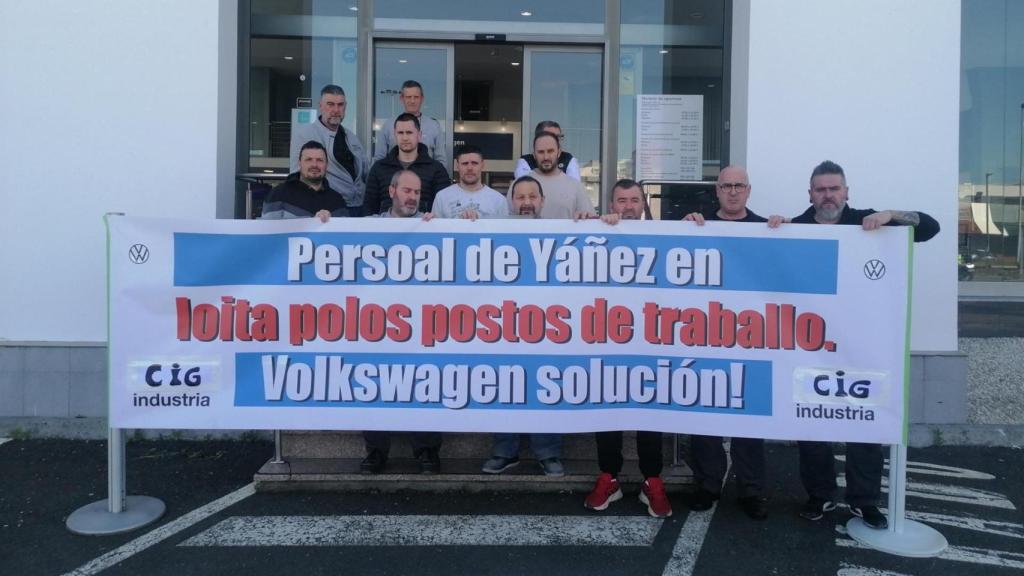 Persoal de Yáñez en
loita polos postos de traballo.
Volkswagen solución!
CiG
industria
CiG
industria